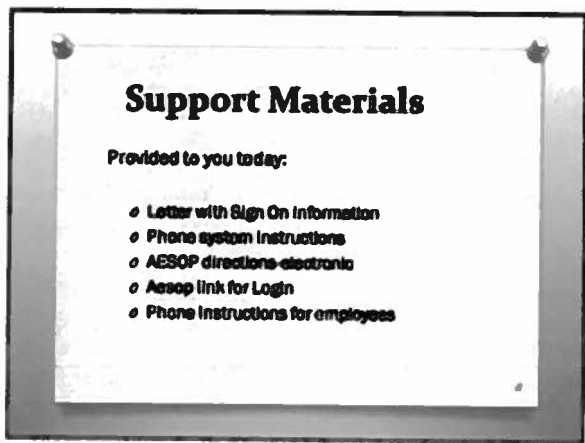 Support Materials
Provided to you today:
Letter with Sign On Information
Phone system Instructions
AESOP directions-electronic
Aesop link for Login
Phone Instructions for employees